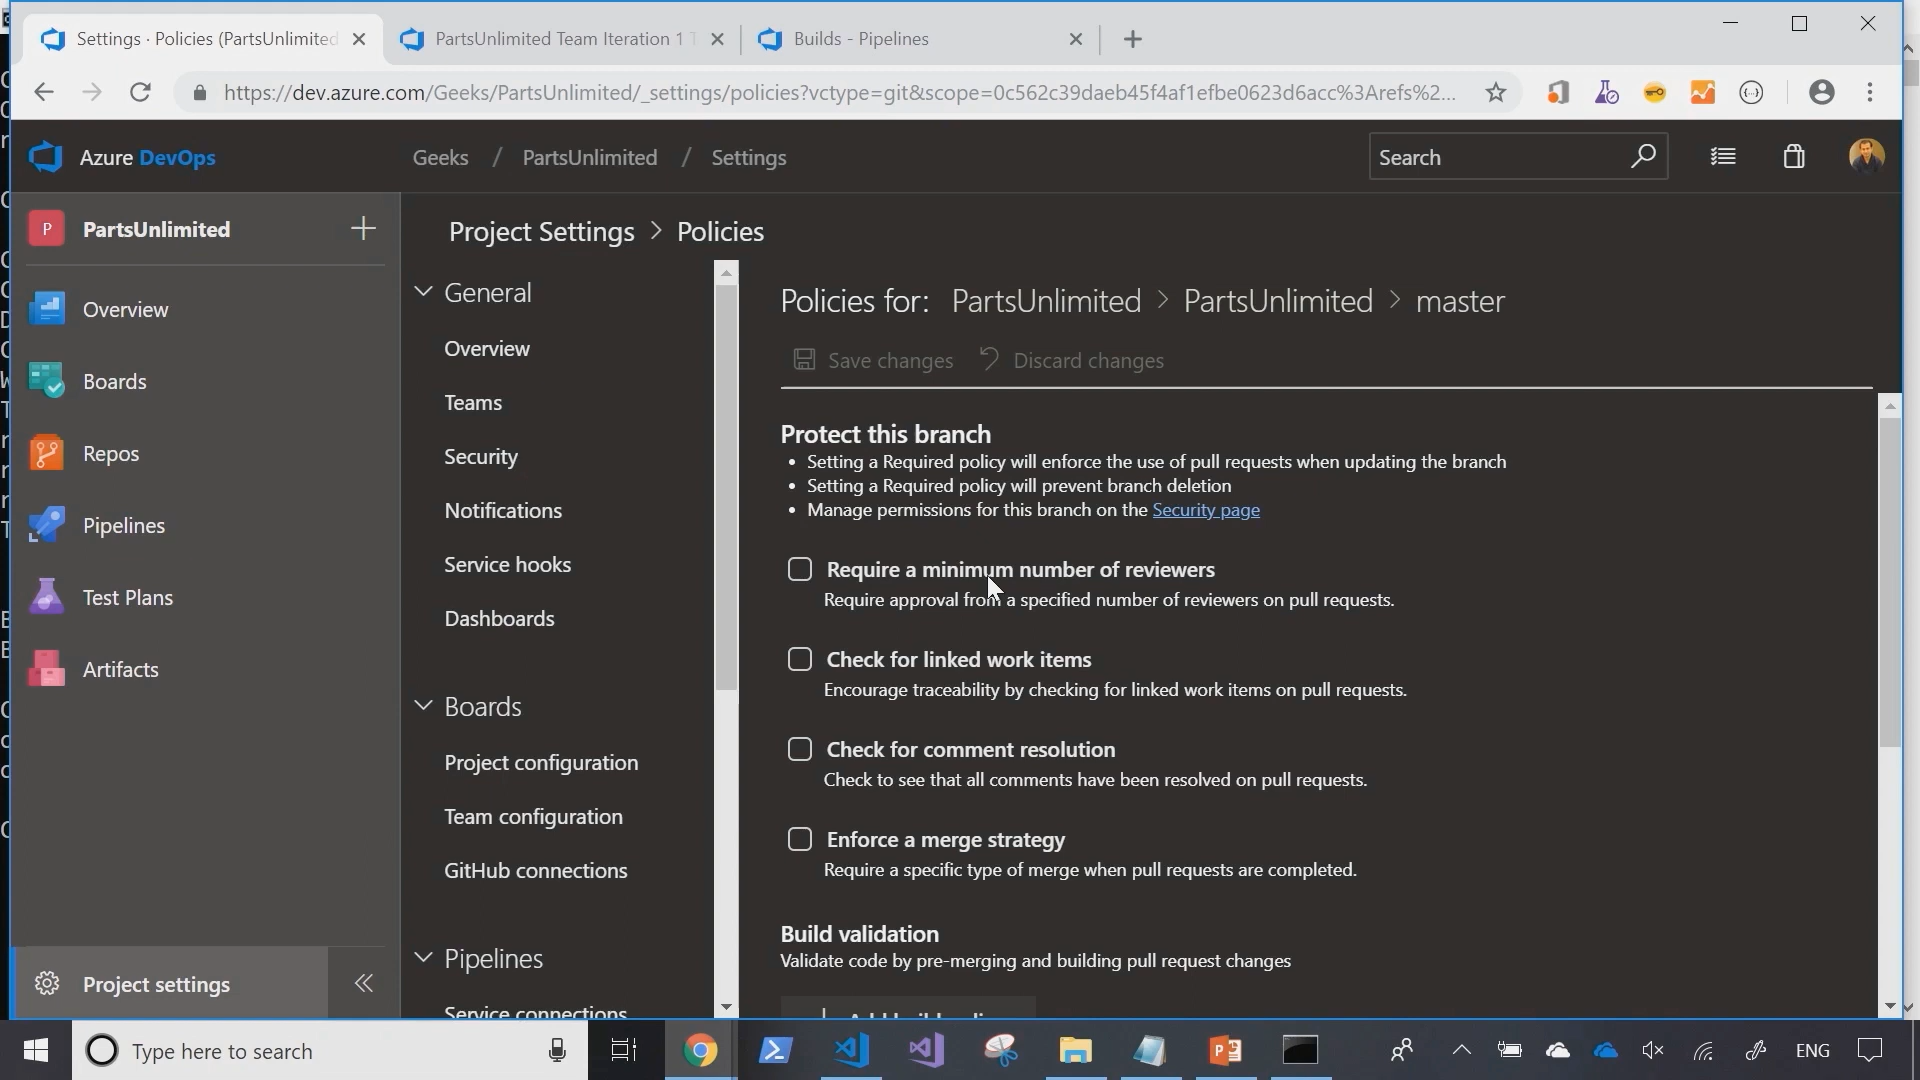 Settings · Policies (PartsUnlimited
PartsUnlimited Team Iteration 1 T
Builds - Pipelines
https://dev.azure.com/Geeks/PartsUnlimited/_settings/policies?vctype=git&scope=0c562c39daeb45f4af1efbe0623d6acc%3Arefs%2...
Azure DevOps
Geeks / PartsUnlimited / Settings
Search
P PartsUnlimited
Overview
Boards
Repos
Pipelines
Test Plans
Artifacts
Project settings
Project Settings > Policies
General
Overview
Teams
Security
Notifications
Service hooks
Dashboards
Boards
Project configuration
Team configuration
GitHub connections
Pipelines
Service connections
Policies for: PartsUnlimited > PartsUnlimited > master
Save changes Discard changes
Protect this branch
• Setting a Required policy will enforce the use of pull requests when updating the branch
• Setting a Required policy will prevent branch deletion
• Manage permissions for this branch on the Security page
Require a minimum number of reviewers
Require approval from a specified number of reviewers on pull requests.
Check for linked work items
Encourage traceability by checking for linked work items on pull requests.
Check for comment resolution
Check to see that all comments have been resolved on pull requests.
Enforce a merge strategy
Require a specific type of merge when pull requests are completed.
Build validation
Validate code by pre-merging and building pull request changes
Type here to search
ENG